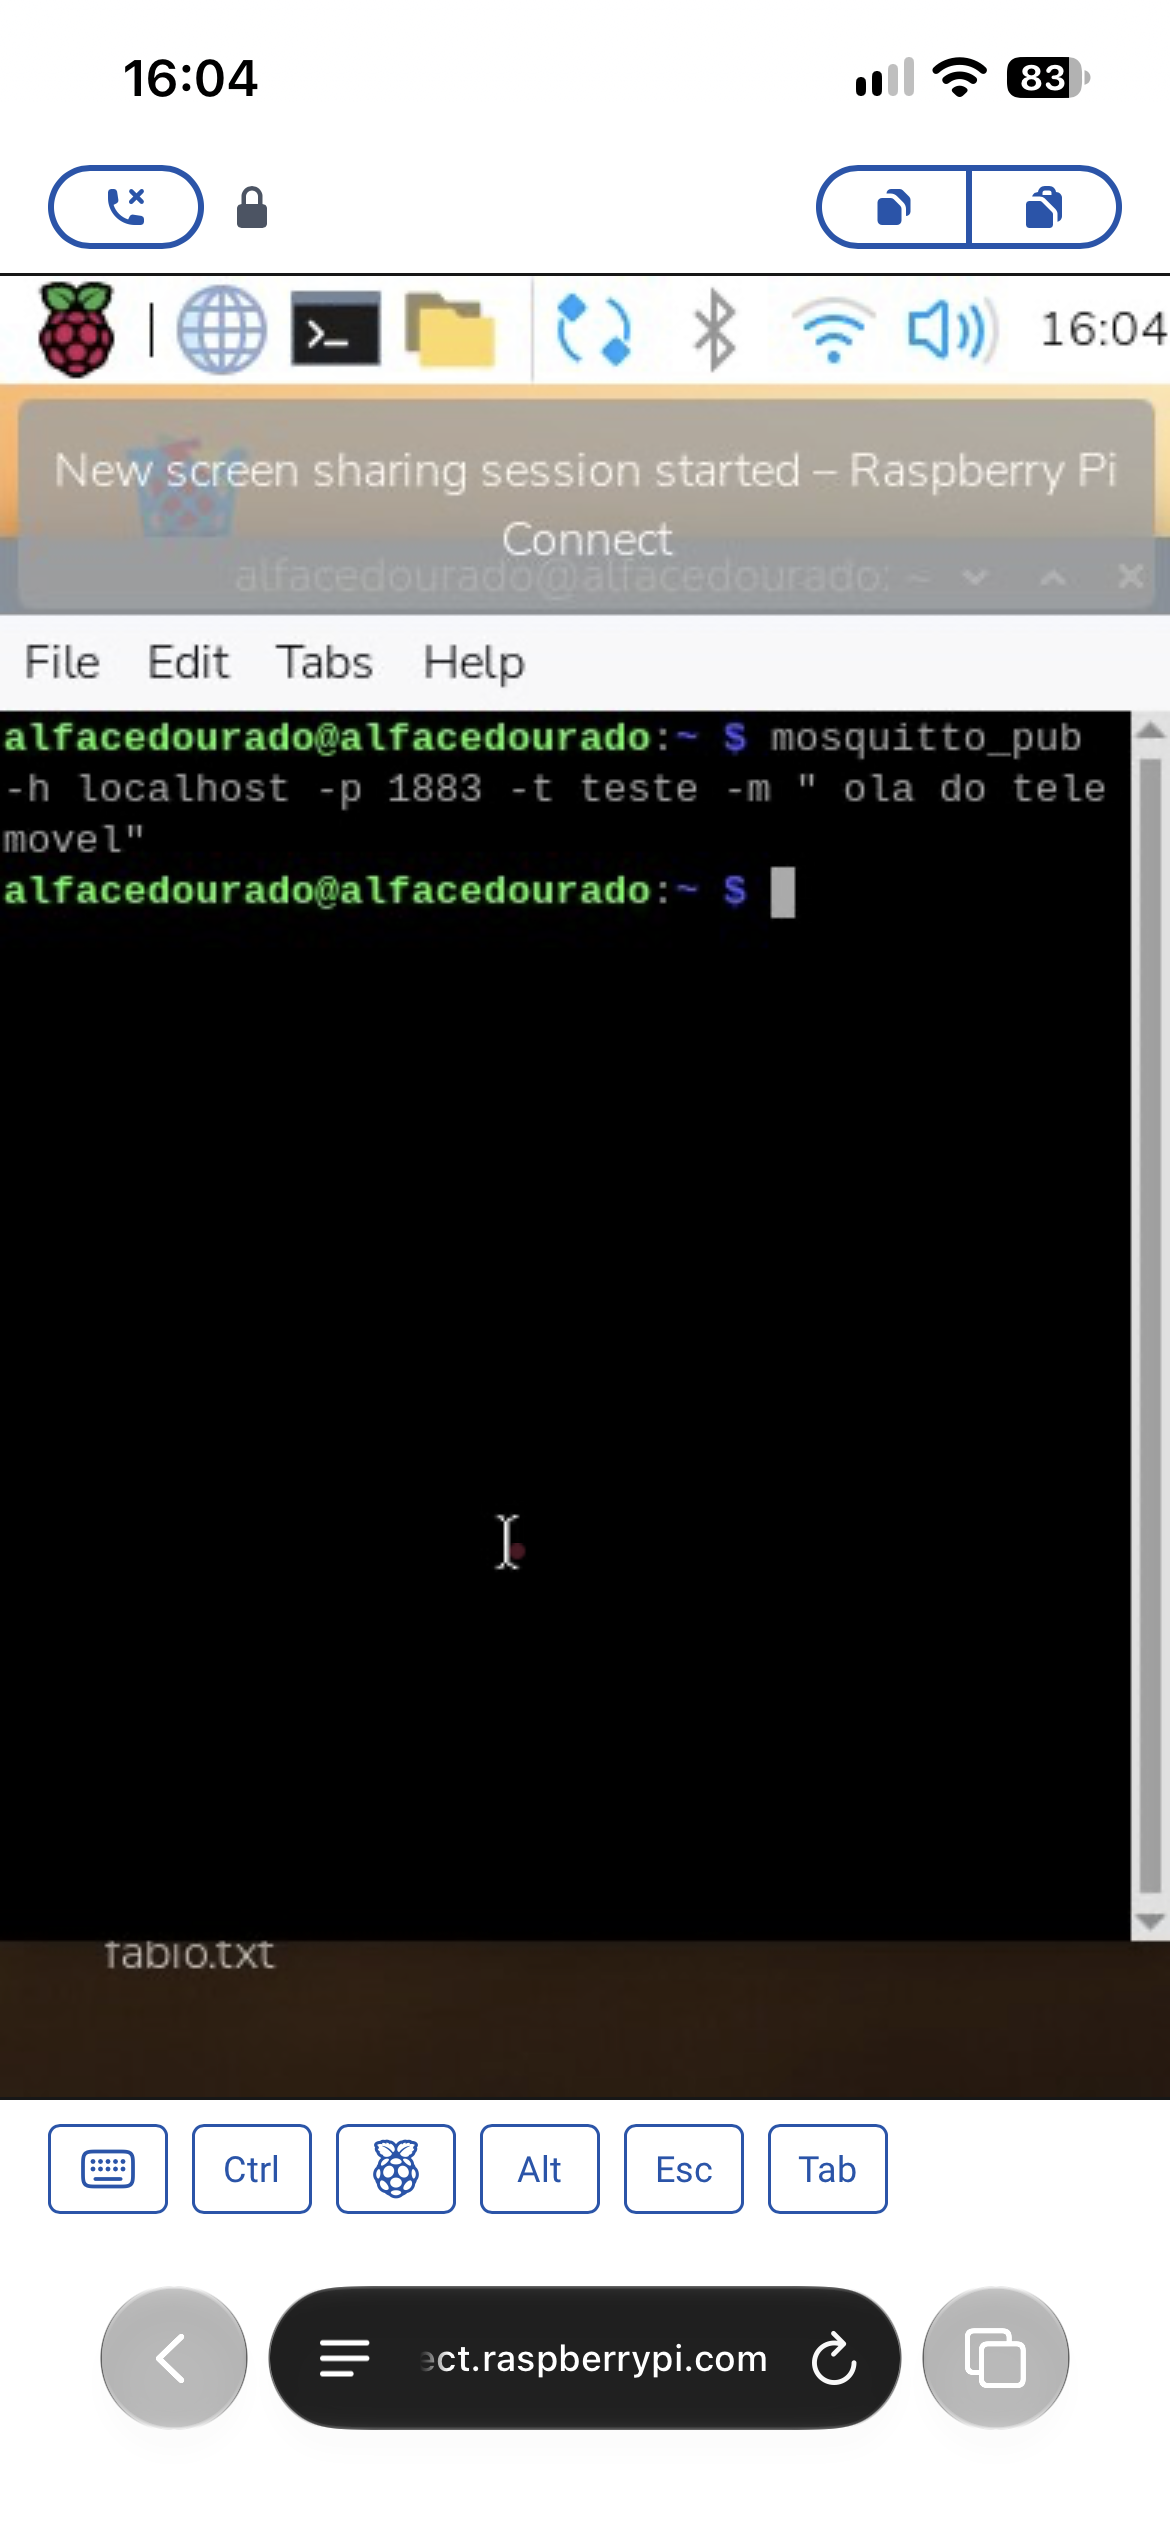 16:04
83
16:04
New screen sharing session started – Raspberry Pi
Connect
alfacedourado@alfacedourado: ~
File Edit Tabs Help
alfacedourado@alfacedourado:~ $ mosquitto_pub
-h localhost -p 1883 -t teste -m " ola do tele
movel"
alfacedourado@alfacedourado:~ $
fabio.txt
Ctrl Alt Esc Tab
ect.raspberrypi.com